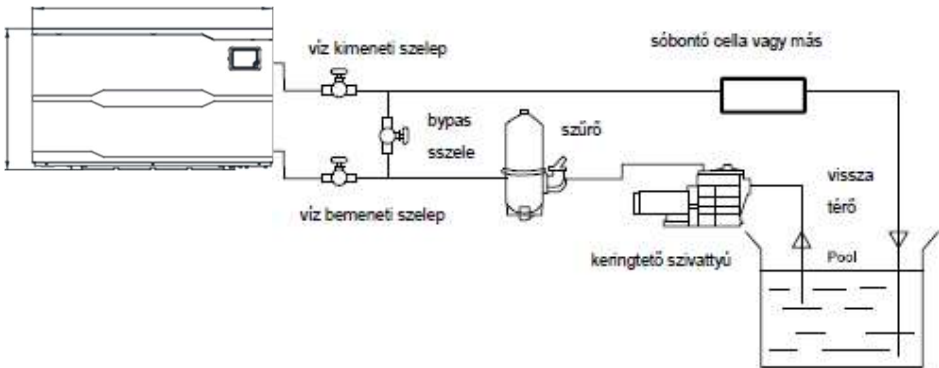 víz kimeneti szelep
sóbontó cella vagy más
bypas
sszele
szűrő
víz bemeneti szelep
vissza
térő
keringtető szivattyú
Pool